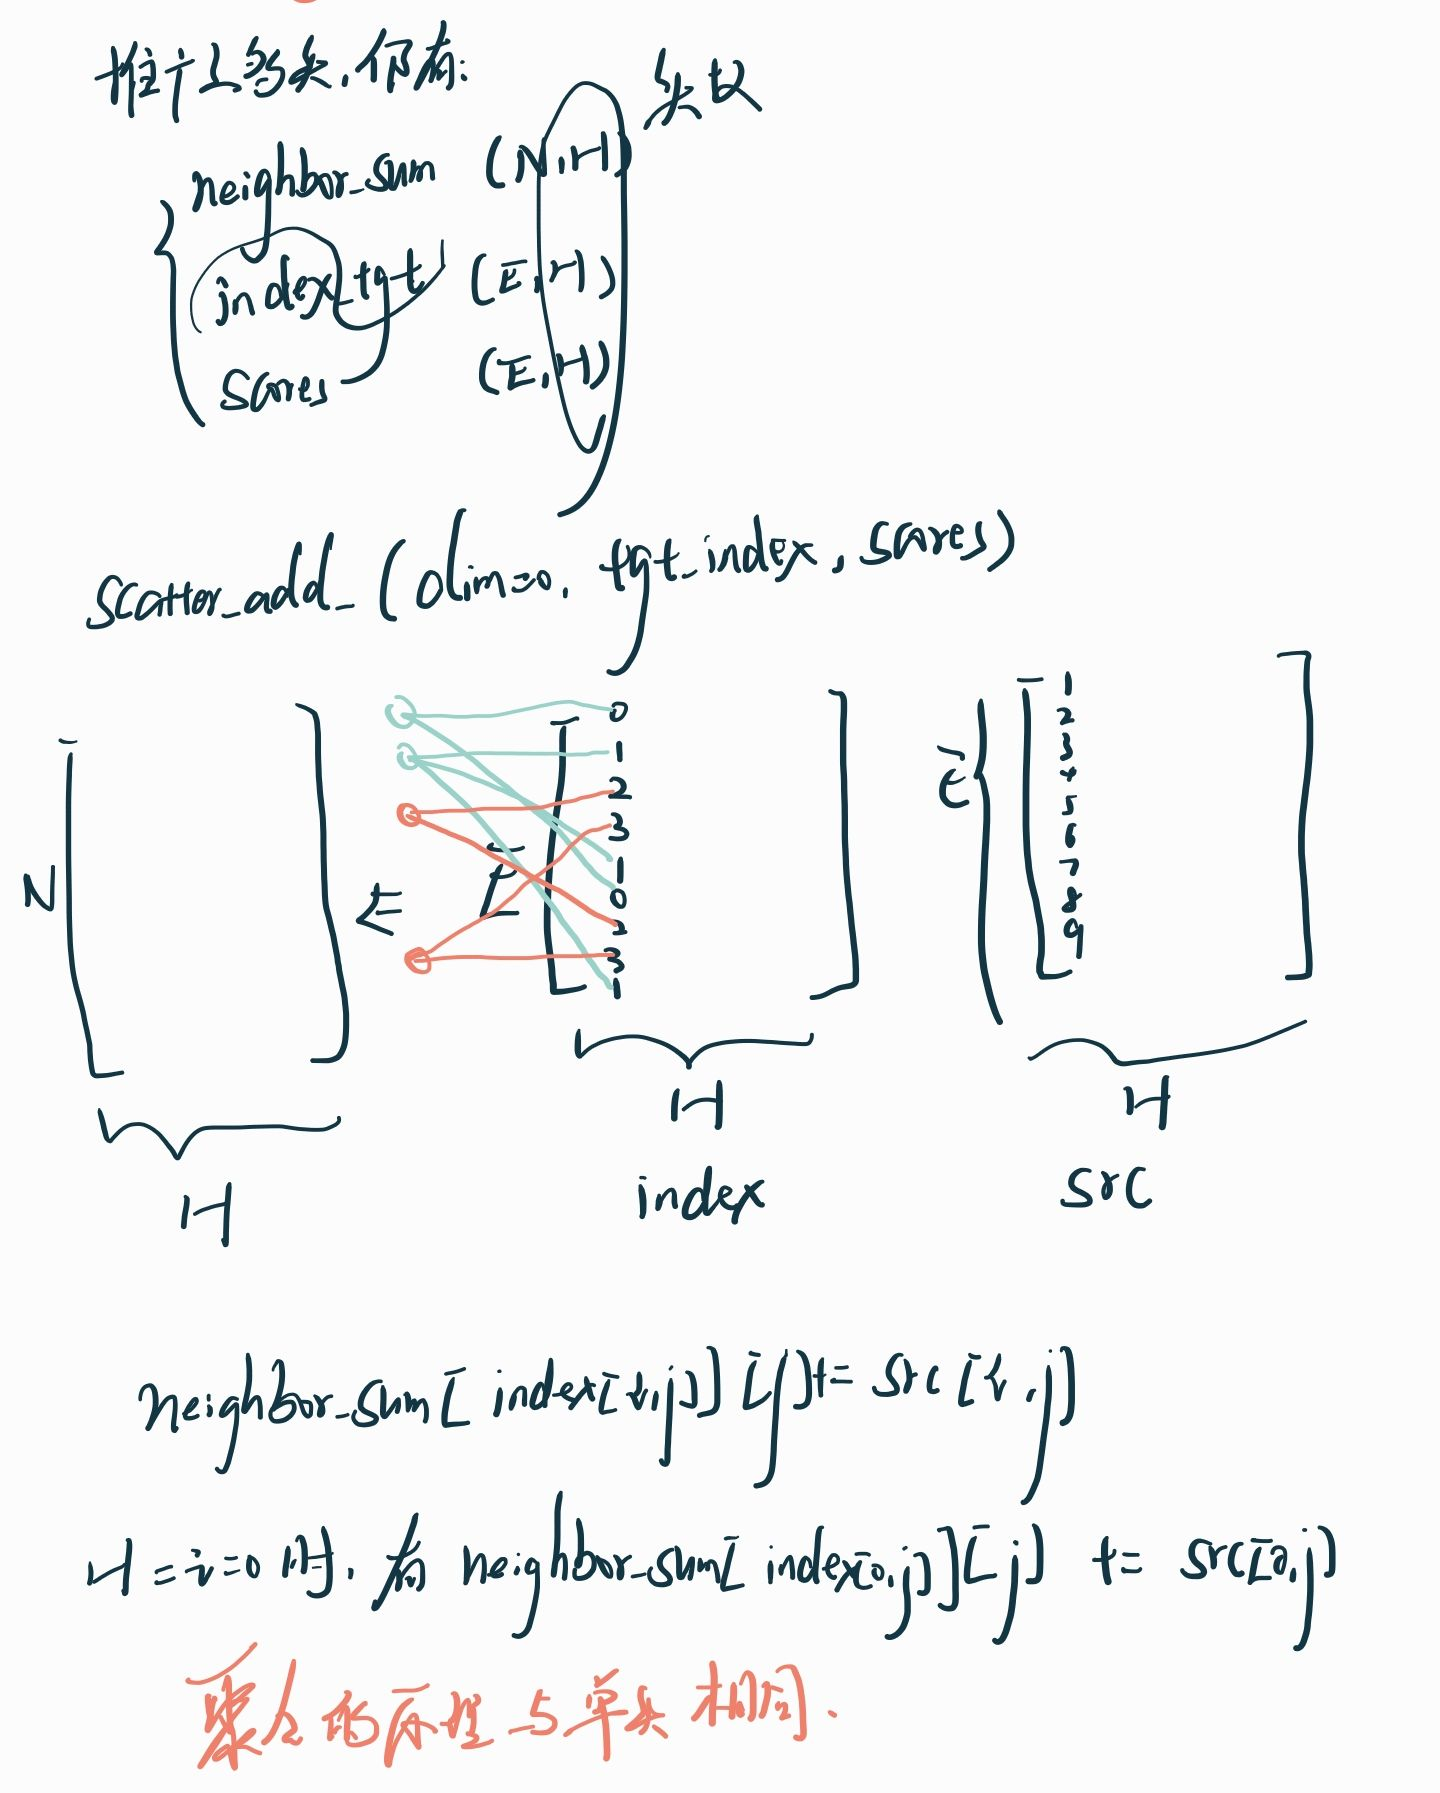 推广上多头,仍有: 头数
neighbor_sum (N,H)
index_tgt (E,H)
scores (E,H)
scatter_add_(dim=0, tgt_index, scores)
N
H
⇐
E
0
1
2
3
1
0
2
3
1
H
index
E
1
2
3
4
5
6
7
8
9
H
src
neighbor_sum[index[i,j]][j] += src[i,j]
H=i=0时,有 neighbor_sum[index[0,j]][j] += src[0,j]
聚合的原理与单头相同.